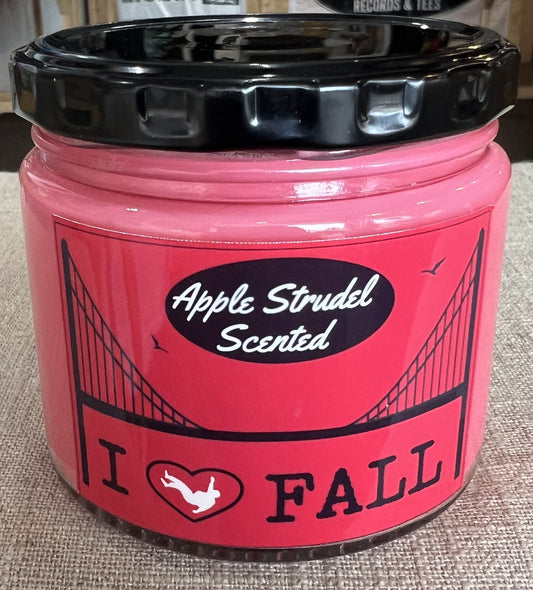 RECORDS & TEES
Apple Strudel
Scented
I FALL